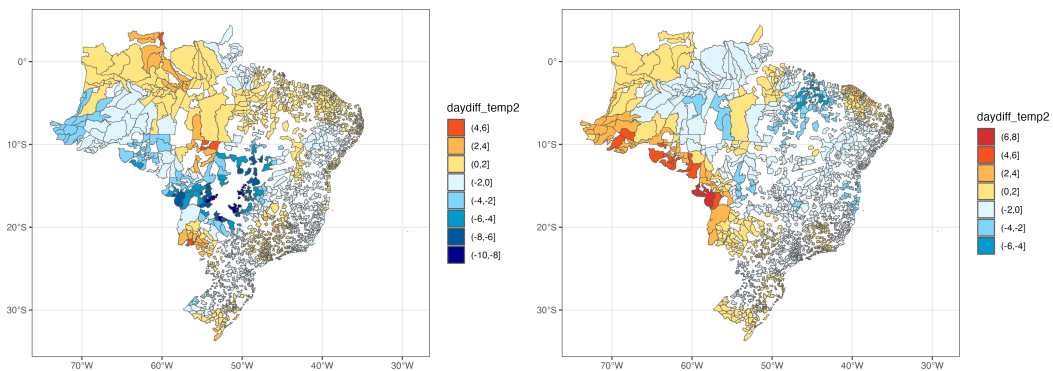 0°
10°S
20°S
30°S
70°W
60°W
50°W
40°W
30°W
daydiff_temp2
(4,6]
(2,4]
(0,2]
(-2,0]
(-4,-2]
(-6,-4]
(-8,-6]
(-10,-8]
0°
10°S
20°S
30°S
70°W
60°W
50°W
40°W
30°W
daydiff_temp2
(6,8]
(4,6]
(2,4]
(0,2]
(-2,0]
(-4,-2]
(-6,-4]